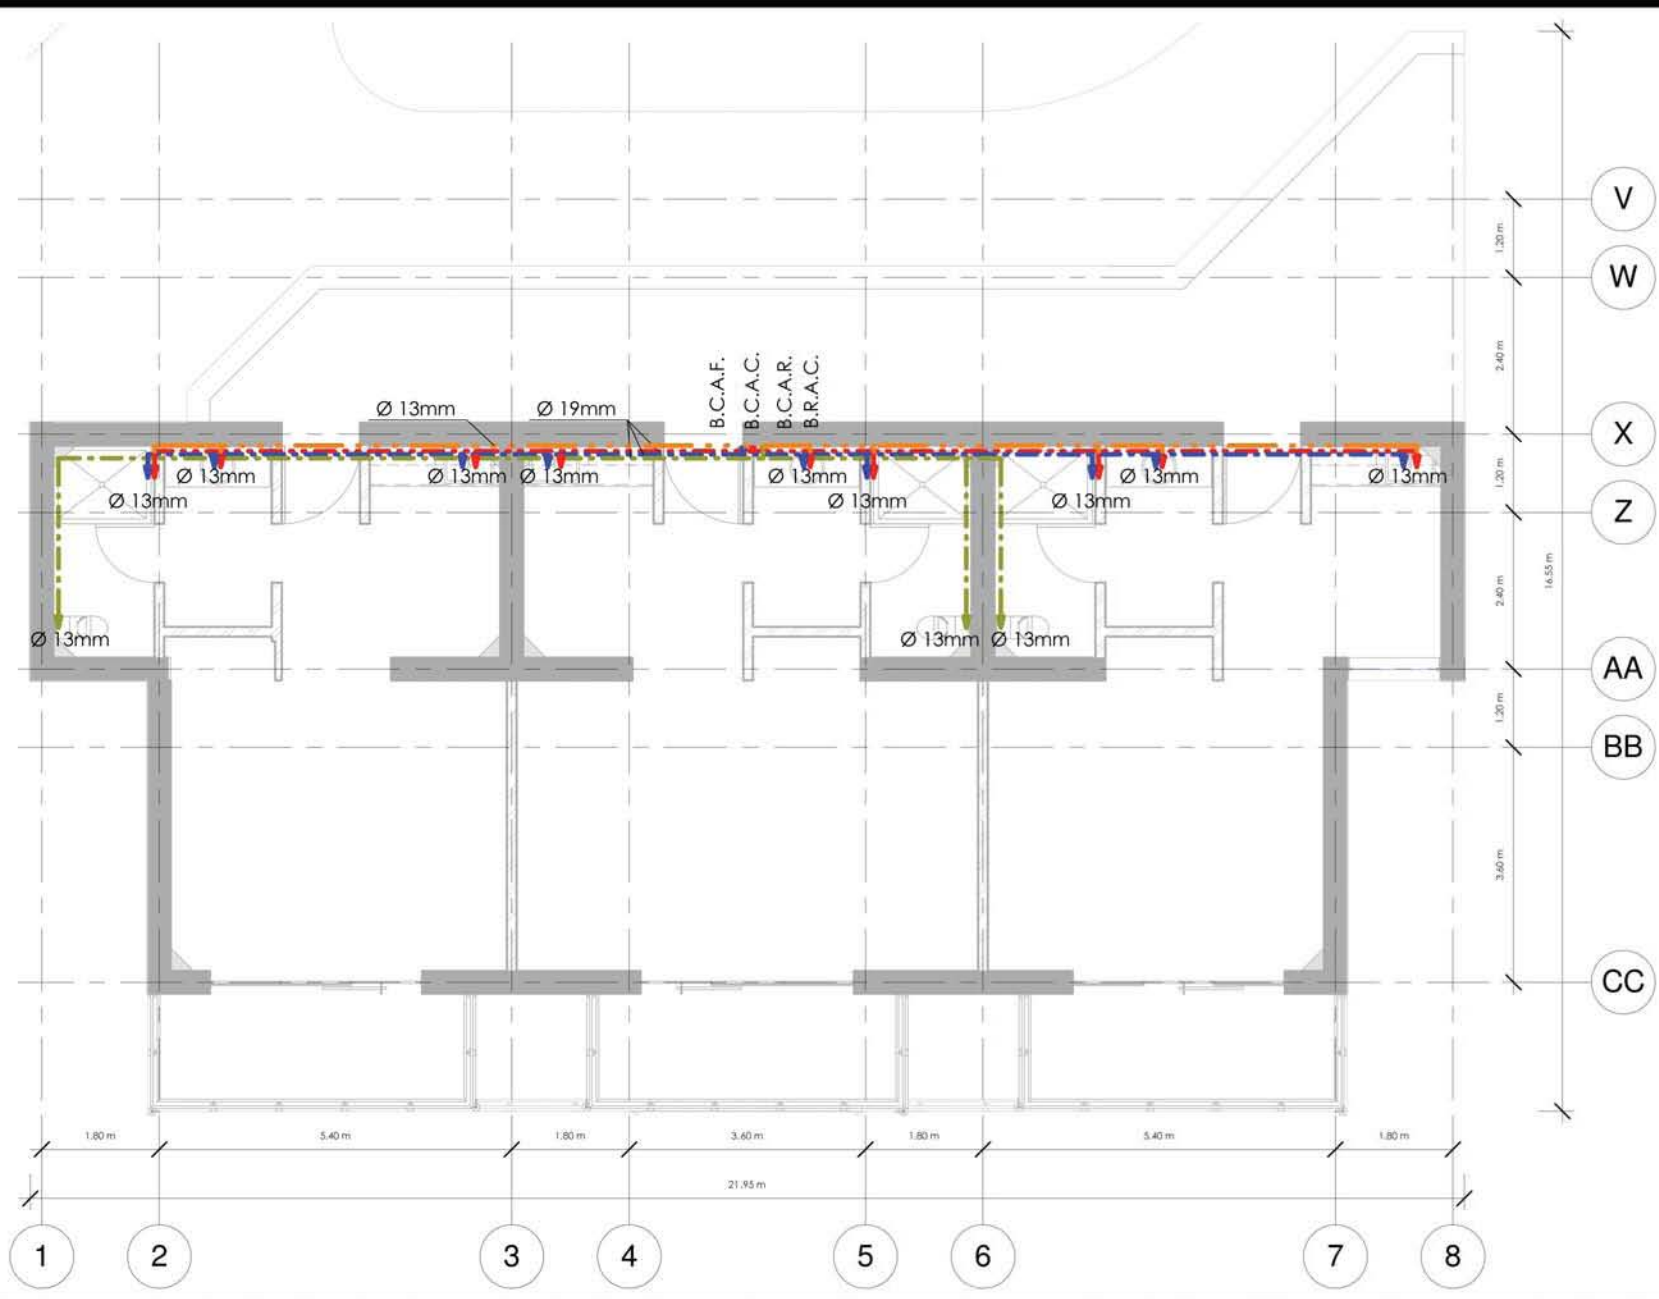 V
1.20 m
W
2.40 m
B.C.A.F.
B.C.A.C.
B.C.A.R.
B.R.A.C.
Ø 13mm
Ø 19mm
X
Ø 13mm
Ø 13mm
Ø 13mm
Ø 13mm
Ø 13mm
Ø 13mm
1.20 m
Ø 13mm
Ø 13mm
Ø 13mm
Z
16.55 m
2.40 m
Ø 13mm
Ø 13mm
Ø 13mm
AA
1.20 m
BB
3.60 m
CC
1.80 m
5.40 m
1.80 m
3.60 m
1.80 m
5.40 m
1.80 m
21.95 m
1
2
3
4
5
6
7
8